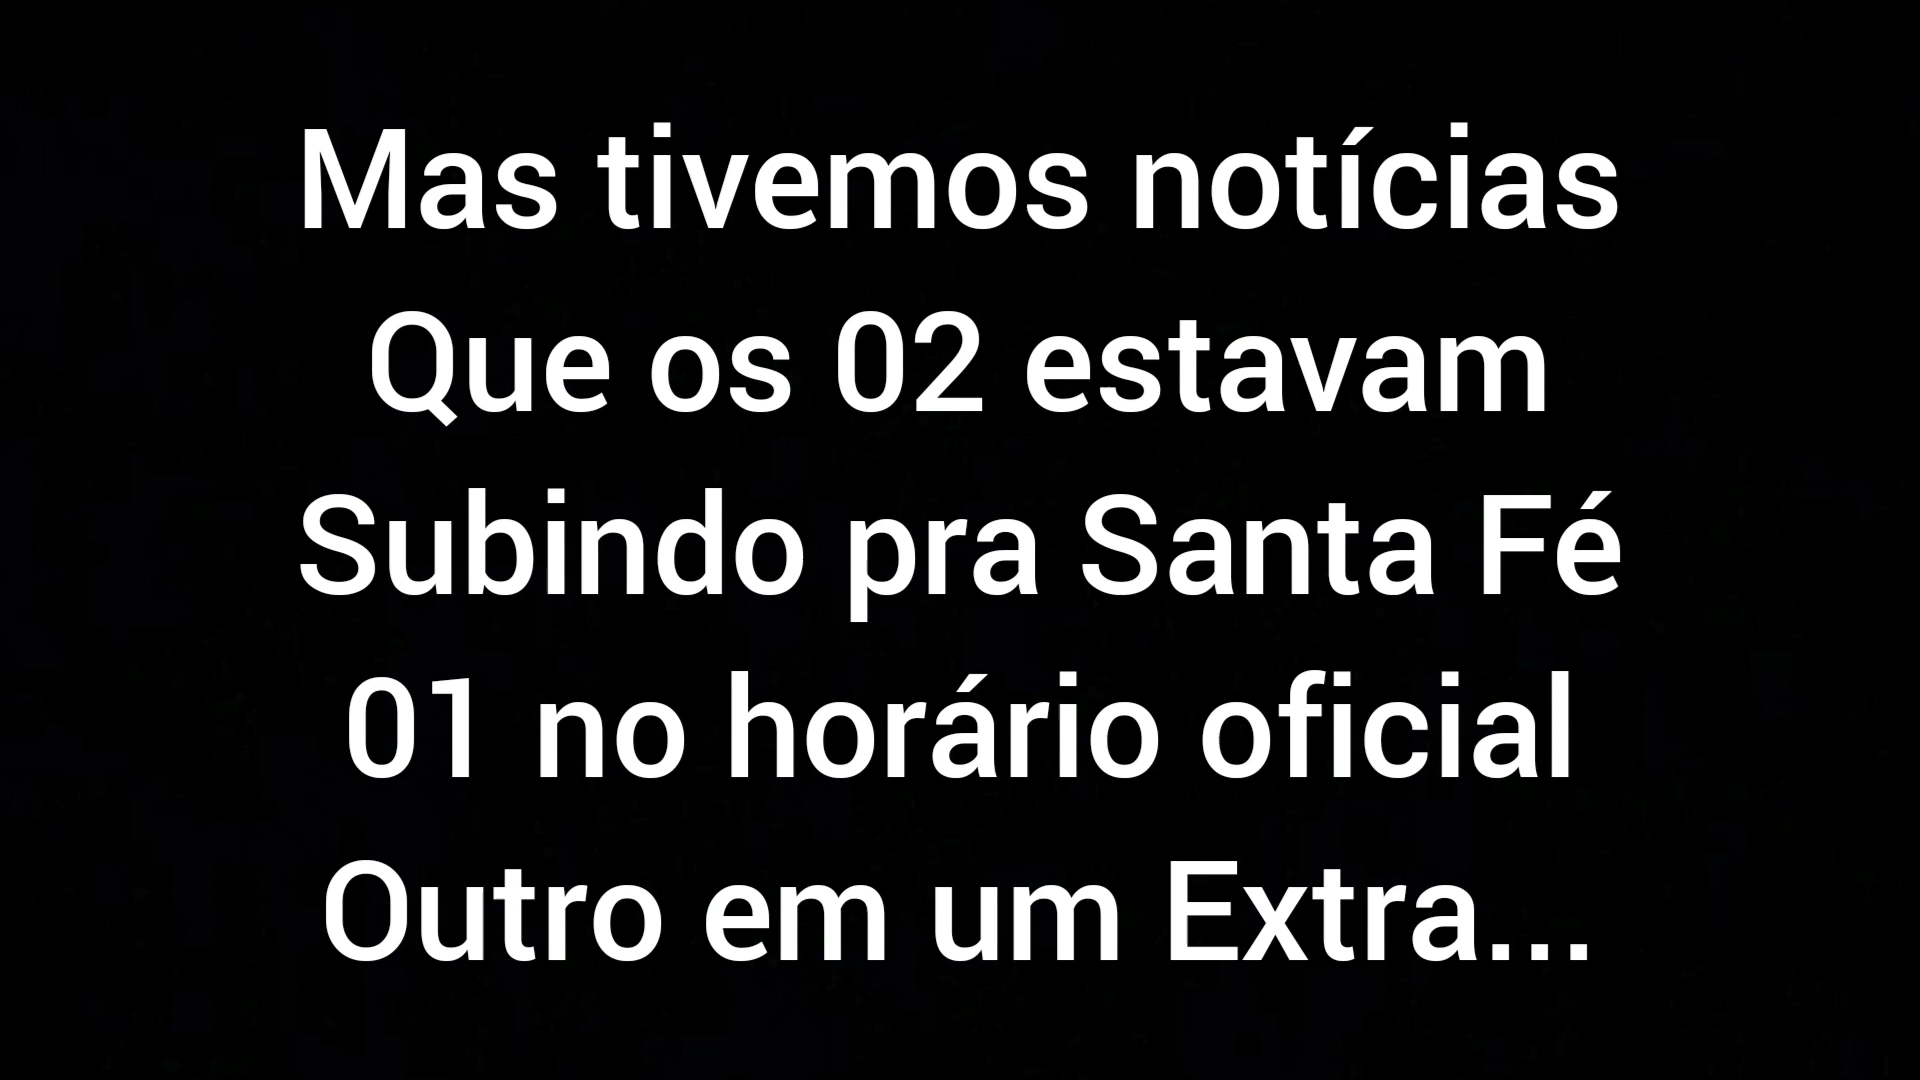 Mas tivemos notícias
Que os 02 estavam
Subindo pra Santa Fé
01 no horário oficial
Outro em um Extra...